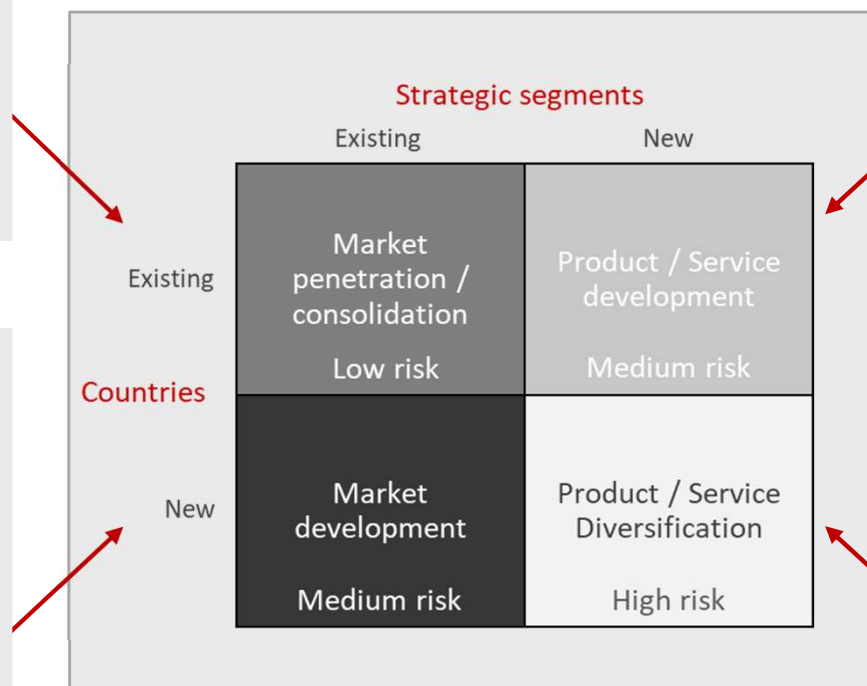 Strategic segments
Existing
New
Market
penetration /
consolidation
Low risk
Product / Service
development
Medium risk
Existing
Countries
New
Market
development
Medium risk
Product / Service
Diversification
High risk